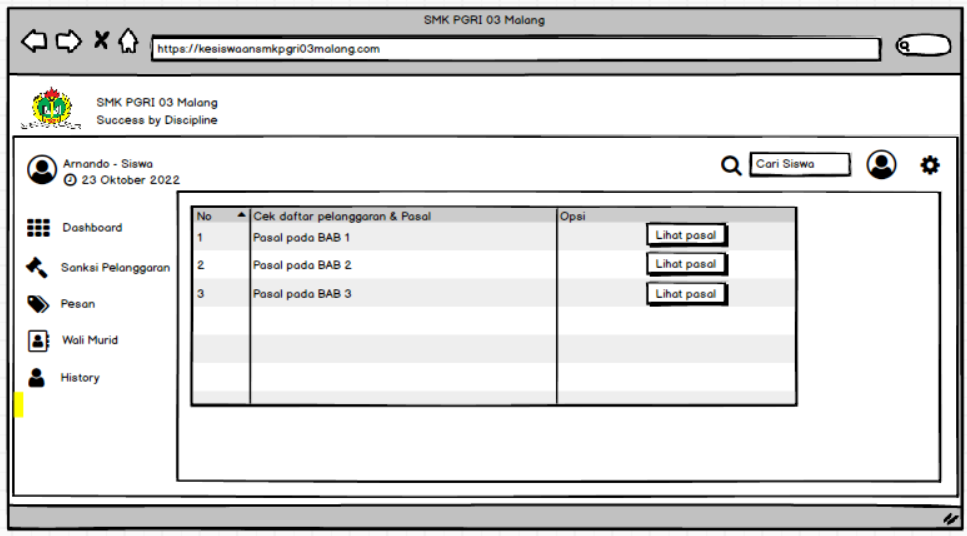 SMK PGRI 03 Malang
https://kesiswaansmkpgri03malang.com
SMK PGRI 03 Malang
Success by Discipline
Arnando - Siswa
23 Oktober 2022
Cari Siswa
Dashboard
Sanksi Pelanggaran
Pesan
Wali Murid
History
No Cek daftar pelanggaran & Pasal Opsi
1 Pasal pada BAB 1 Lihat pasal
2 Pasal pada BAB 2 Lihat pasal
3 Pasal pada BAB 3 Lihat pasal